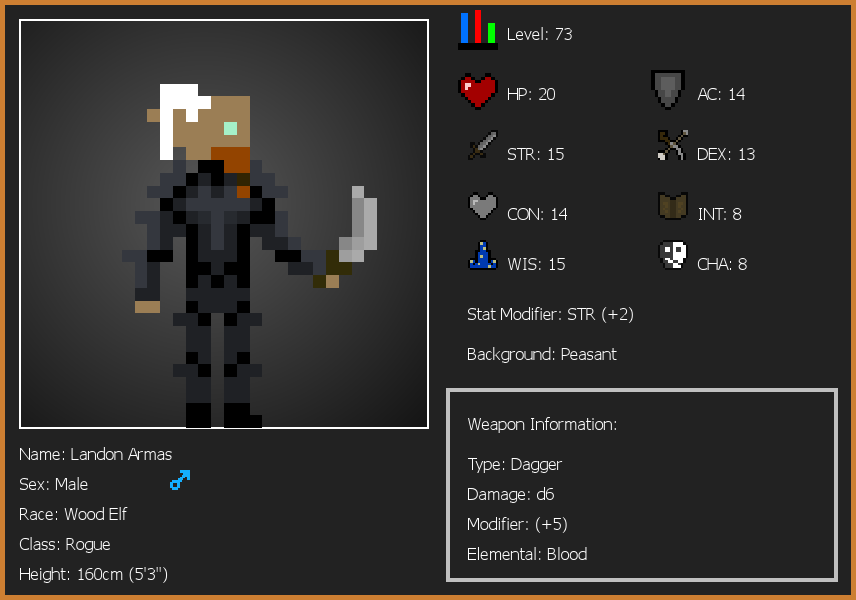 Level: 73
HP: 20
AC: 14
STR: 15
DEX: 13
CON: 14
INT: 8
WIS: 15
CHA: 8
Stat Modifier: STR (+2)
Background: Peasant
Weapon Information:
Type: Dagger
Damage: d6
Modifier: (+5)
Elemental: Blood
Name: Landon Armas
Sex: Male
Race: Wood Elf
Class: Rogue
Height: 160cm (5'3")